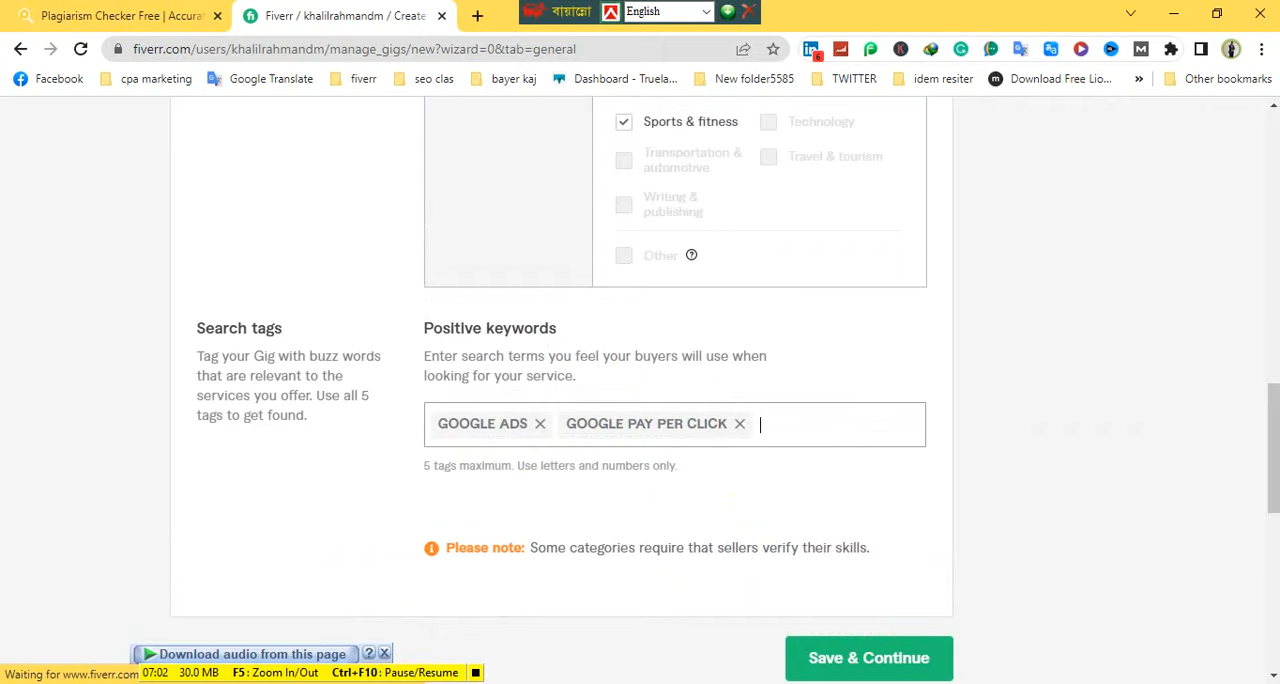 Plagiarism Checker Free | Accurat
Fiverr / khalilrahmandm / Create
বায়ান্নো
English
fiverr.com/users/khalilrahmandm/manage_gigs/new?wizard=0&tab=general
6
Facebook
cpa marketing
Google Translate
fiverr
seo clas
bayer kaj
Dashboard - Truela...
New folder5585
TWITTER
idem resiter
Download Free Lio...
»
Other bookmarks
Sports & fitness
Technology
Transportation & automotive
Travel & tourism
Writing & publishing
Other
Search tags
Tag your Gig with buzz words
that are relevant to the
services you offer. Use all 5
tags to get found.
Positive keywords
Enter search terms you feel your buyers will use when
looking for your service.
GOOGLE ADS ✕ GOOGLE PAY PER CLICK ✕
5 tags maximum. Use letters and numbers only.
Please note: Some categories require that sellers verify their skills.
Save & Continue
Download audio from this page ? X
Waiting for www.fiverr.com
07:02 30.0 MB F5: Zoom In/Out Ctrl+F10: Pause/Resume